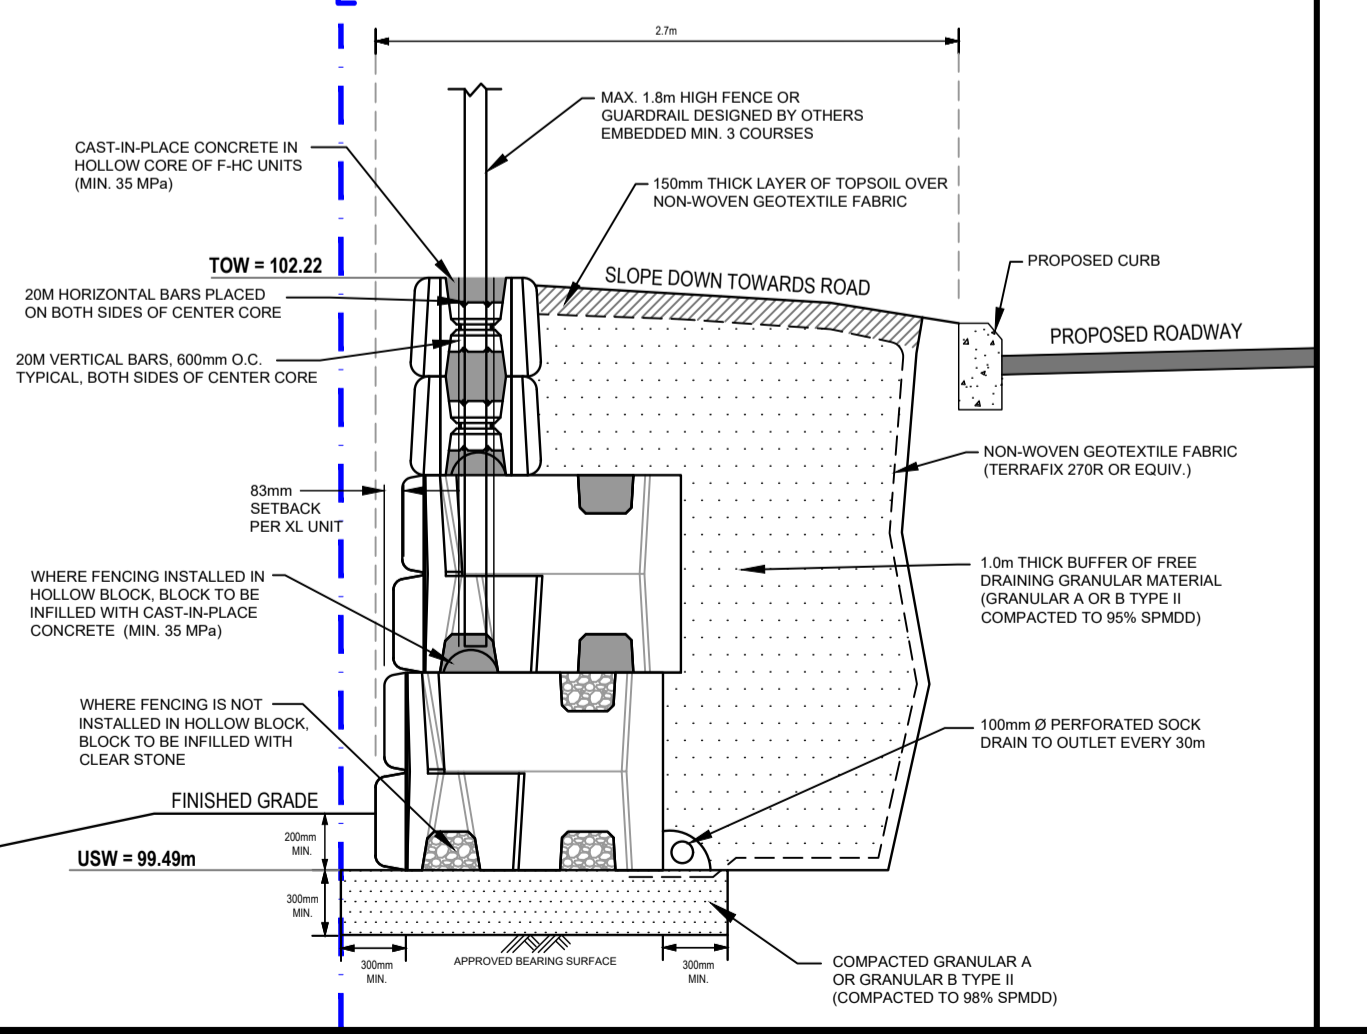 2.7m
MAX. 1.8m HIGH FENCE OR
GUARDRAIL DESIGNED BY OTHERS
EMBEDDED MIN. 3 COURSES
CAST-IN-PLACE CONCRETE IN
HOLLOW CORE OF F-HC UNITS
(MIN. 35 MPa)
150mm THICK LAYER OF TOPSOIL OVER
NON-WOVEN GEOTEXTILE FABRIC
TOW = 102.22
SLOPE DOWN TOWARDS ROAD
PROPOSED CURB
20M HORIZONTAL BARS PLACED
ON BOTH SIDES OF CENTER CORE
PROPOSED ROADWAY
20M VERTICAL BARS, 600mm O.C.
TYPICAL, BOTH SIDES OF CENTER CORE
NON-WOVEN GEOTEXTILE FABRIC
(TERRAFIX 270R OR EQUIV.)
83mm
SETBACK
PER XL UNIT
WHERE FENCING INSTALLED IN
HOLLOW BLOCK, BLOCK TO BE
INFILLED WITH CAST-IN-PLACE
CONCRETE (MIN. 35 MPa)
1.0m THICK BUFFER OF FREE
DRAINING GRANULAR MATERIAL
(GRANULAR A OR B TYPE II
COMPACTED TO 95% SPMDD)
WHERE FENCING IS NOT
INSTALLED IN HOLLOW BLOCK,
BLOCK TO BE INFILLED WITH
CLEAR STONE
100mm Ø PERFORATED SOCK
DRAIN TO OUTLET EVERY 30m
FINISHED GRADE
200mm
MIN.
USW = 99.49m
300mm
MIN.
300mm
MIN.
APPROVED BEARING SURFACE
300mm
MIN.
COMPACTED GRANULAR A
OR GRANULAR B TYPE II
(COMPACTED TO 98% SPMDD)